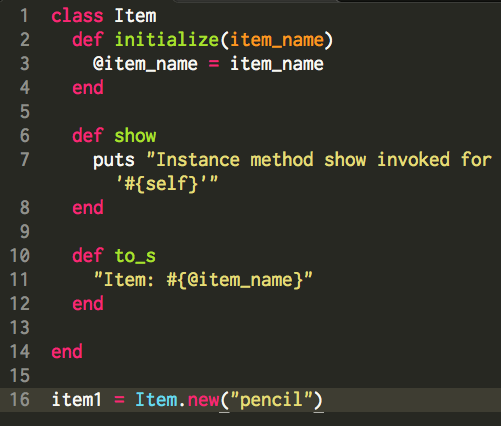 1 class Item
2   def initialize(item_name)
3     @item_name = item_name
4   end
5
6   def show
7     puts "Instance method show invoked for
      '#{self}'"
8   end
9
10   def to_s
11     "Item: #{@item_name}"
12   end
13
14 end
15
16 item1 = Item.new("pencil")